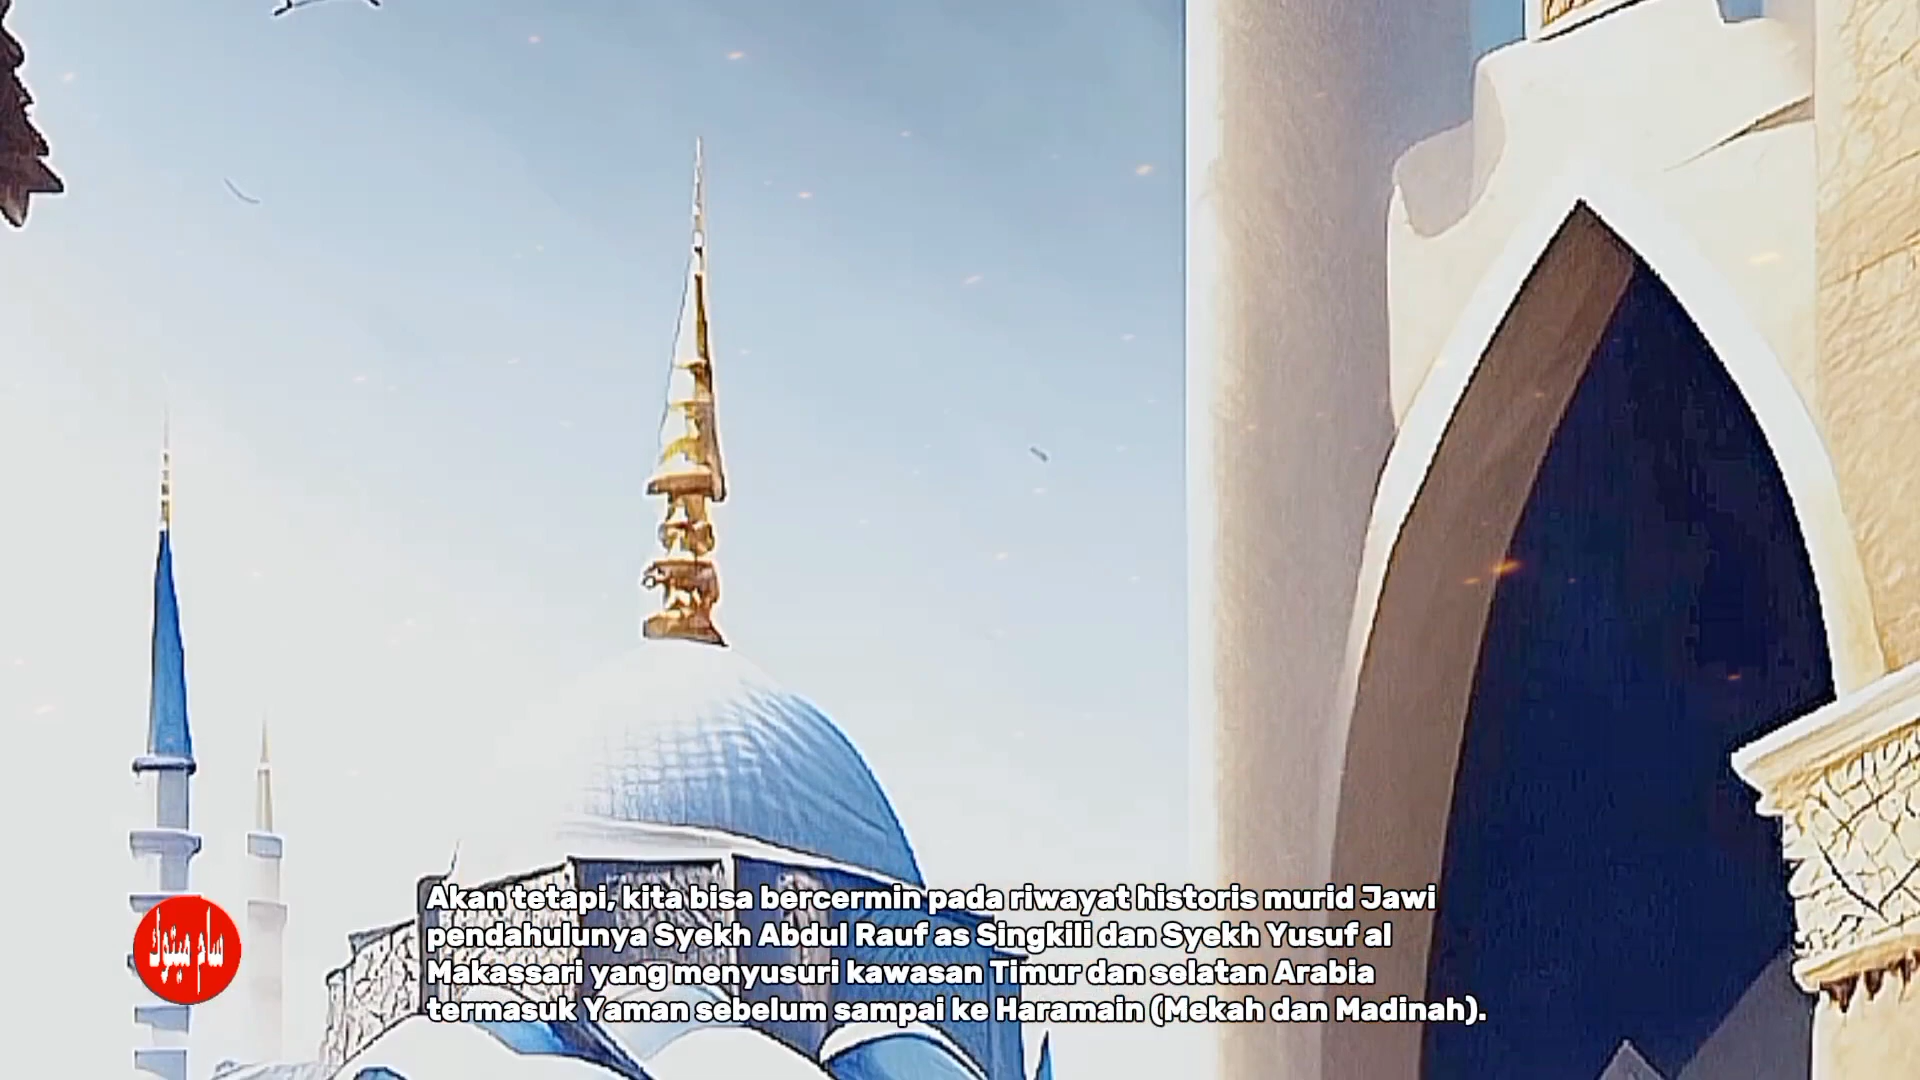 Akan tetapi, kita bisa bercermin pada riwayat historis murid Jawi
pendahulunya Syekh Abdul Rauf as Singkili dan Syekh Yusuf al
Makassari yang menyusuri kawasan Timur dan selatan Arabia
termasuk Yaman sebelum sampai ke Haramain (Mekah dan Madinah).
سام ميتوك